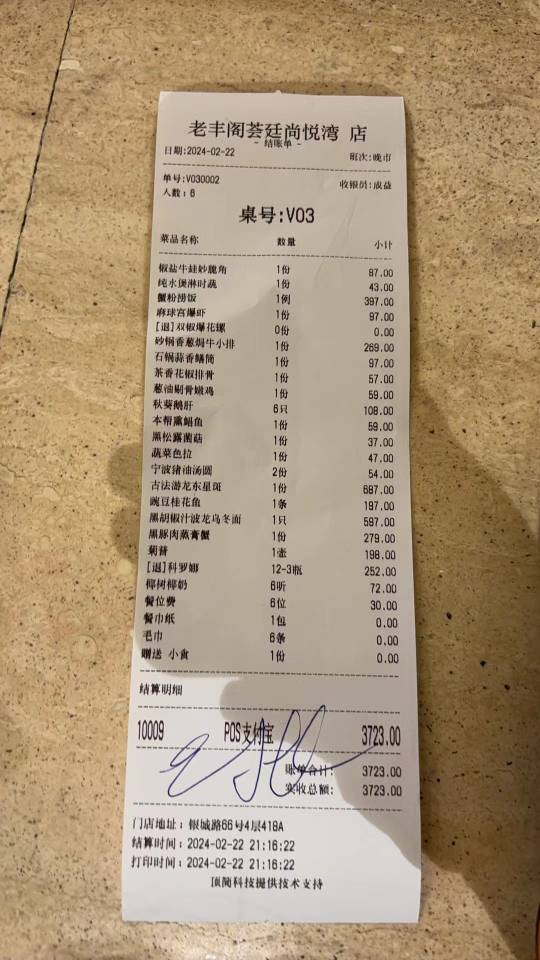 老丰阁荟廷尚悦湾 店
- 结账单 -
日期:2024-02-22 班次:晚市
单号:V030002 收银员:成益
人数:6
桌号:V03
菜品名称 数量 小计
椒盐牛蛙妙脆角 1份 87.00
纯水煲淋时蔬 1份 43.00
蟹粉捞饭 1例 397.00
麻球宫爆虾 1份 97.00
[退]双椒爆花螺 0份 0.00
砂锅香葱焗牛小排 1份 269.00
石锅蒜香鳝筒 1份 97.00
茶香花椒排骨 1份 57.00
葱油剔骨嫩鸡 1份 59.00
秋葵鹅肝 6只 108.00
本帮熏鲳鱼 1份 59.00
黑松露菌菇 1份 37.00
蔬菜色拉 1份 47.00
宁波猪油汤圆 2份 54.00
古法游龙东星斑 1份 687.00
豌豆桂花鱼 1条 197.00
黑胡椒汁波龙乌冬面 1只 597.00
黑豚肉蒸膏蟹 1份 279.00
菊普 1壶 198.00
[退]科罗娜 12-3瓶 252.00
椰树椰奶 6听 72.00
餐位费 6位 30.00
餐巾纸 1包 0.00
毛巾 6条 0.00
赠送 小食 1份 0.00
结算明细
10009 POS支付宝 3723.00
账单合计: 3723.00
实收总额: 3723.00
门店地址: 银城路66号4层418A
结算时间: 2024-02-22 21:16:22
打印时间: 2024-02-22 21:16:22
顶简科技提供技术支持